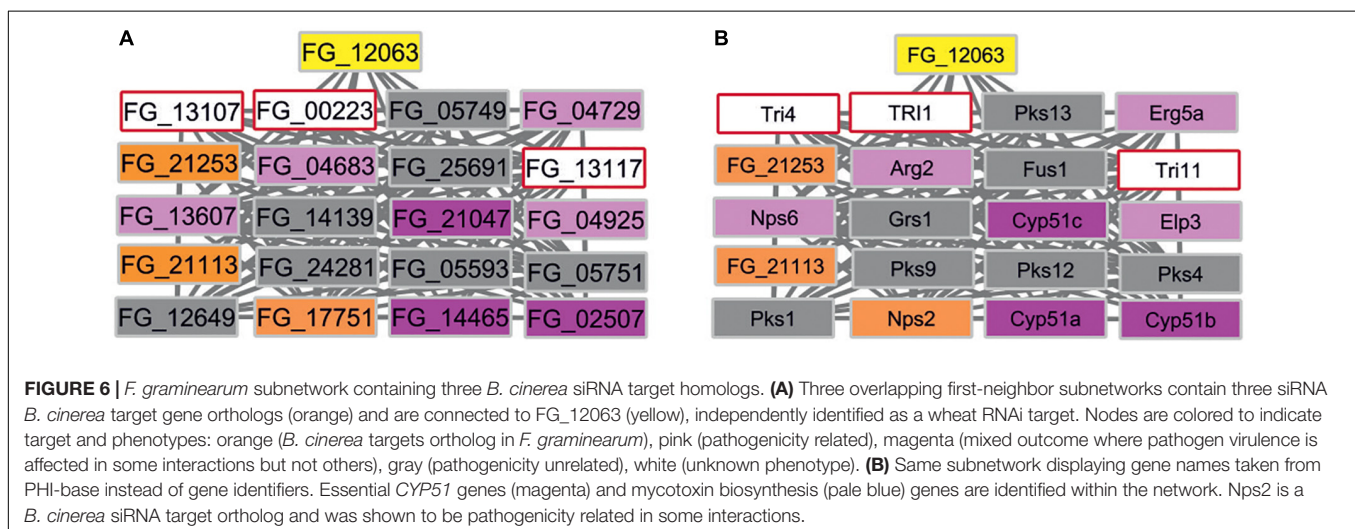 A
FG_12063
FG_13107 FG_00223 FG_05749 FG_04729
FG_21253 FG_04683 FG_25691 FG_13117
FG_13607 FG_14139 FG_21047 FG_04925
FG_21113 FG_24281 FG_05593 FG_05751
FG_12649 FG_17751 FG_14465 FG_02507
B
FG_12063
Tri4 TRI1 Pks13 Erg5a
FG_21253 Arg2 Fus1 Tri11
Nps6 Grs1 Cyp51c Elp3
FG_21113 Pks9 Pks12 Pks4
Pks1 Nps2 Cyp51a Cyp51b
FIGURE 6 | F. graminearum subnetwork containing three B. cinerea siRNA target homologs. (A) Three overlapping first-neighbor subnetworks contain three siRNA
B. cinerea target gene orthologs (orange) and are connected to FG_12063 (yellow), independently identified as a wheat RNAi target. Nodes are colored to indicate
target and phenotypes: orange (B. cinerea targets ortholog in F. graminearum), pink (pathogenicity related), magenta (mixed outcome where pathogen virulence is
affected in some interactions but not others), gray (pathogenicity unrelated), white (unknown phenotype). (B) Same subnetwork displaying gene names taken from
PHI-base instead of gene identifiers. Essential CYP51 genes (magenta) and mycotoxin biosynthesis (pale blue) genes are identified within the network. Nps2 is a
B. cinerea siRNA target ortholog and was shown to be pathogenicity related in some interactions.